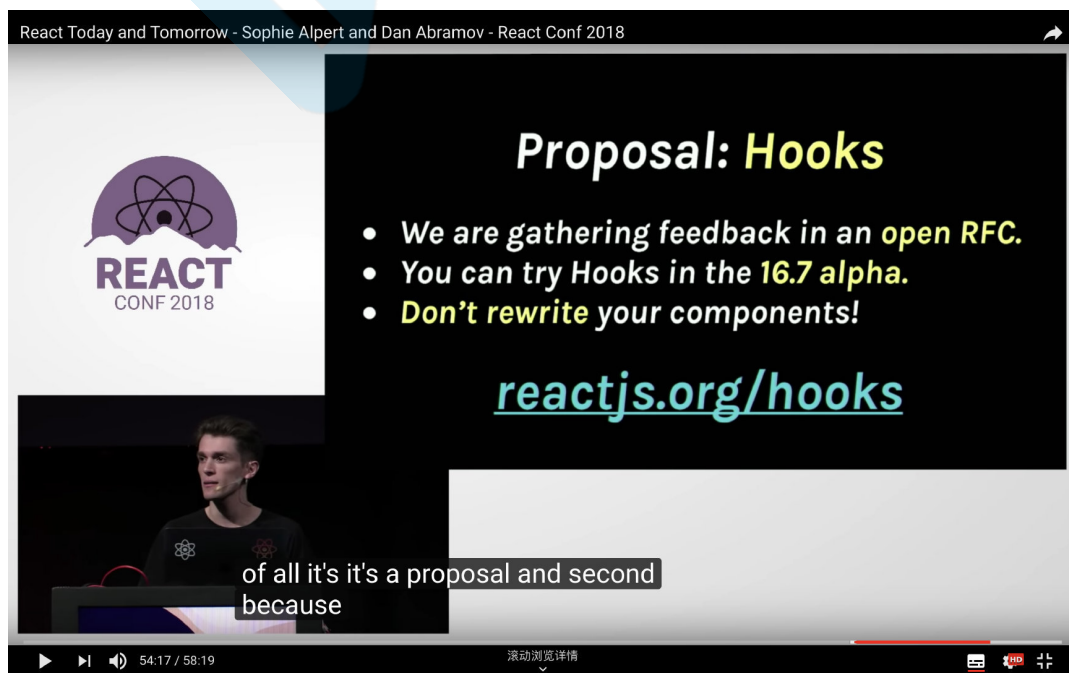 React Today and Tomorrow - Sophie Alpert and Dan Abramov - React Conf 2018
REACT
CONF 2018
Proposal: Hooks
• We are gathering feedback in an open RFC.
• You can try Hooks in the 16.7 alpha.
• Don't rewrite your components!
reactjs.org/hooks
of all it's it's a proposal and second
because
54:17 / 58:19
滚动浏览详情
HD